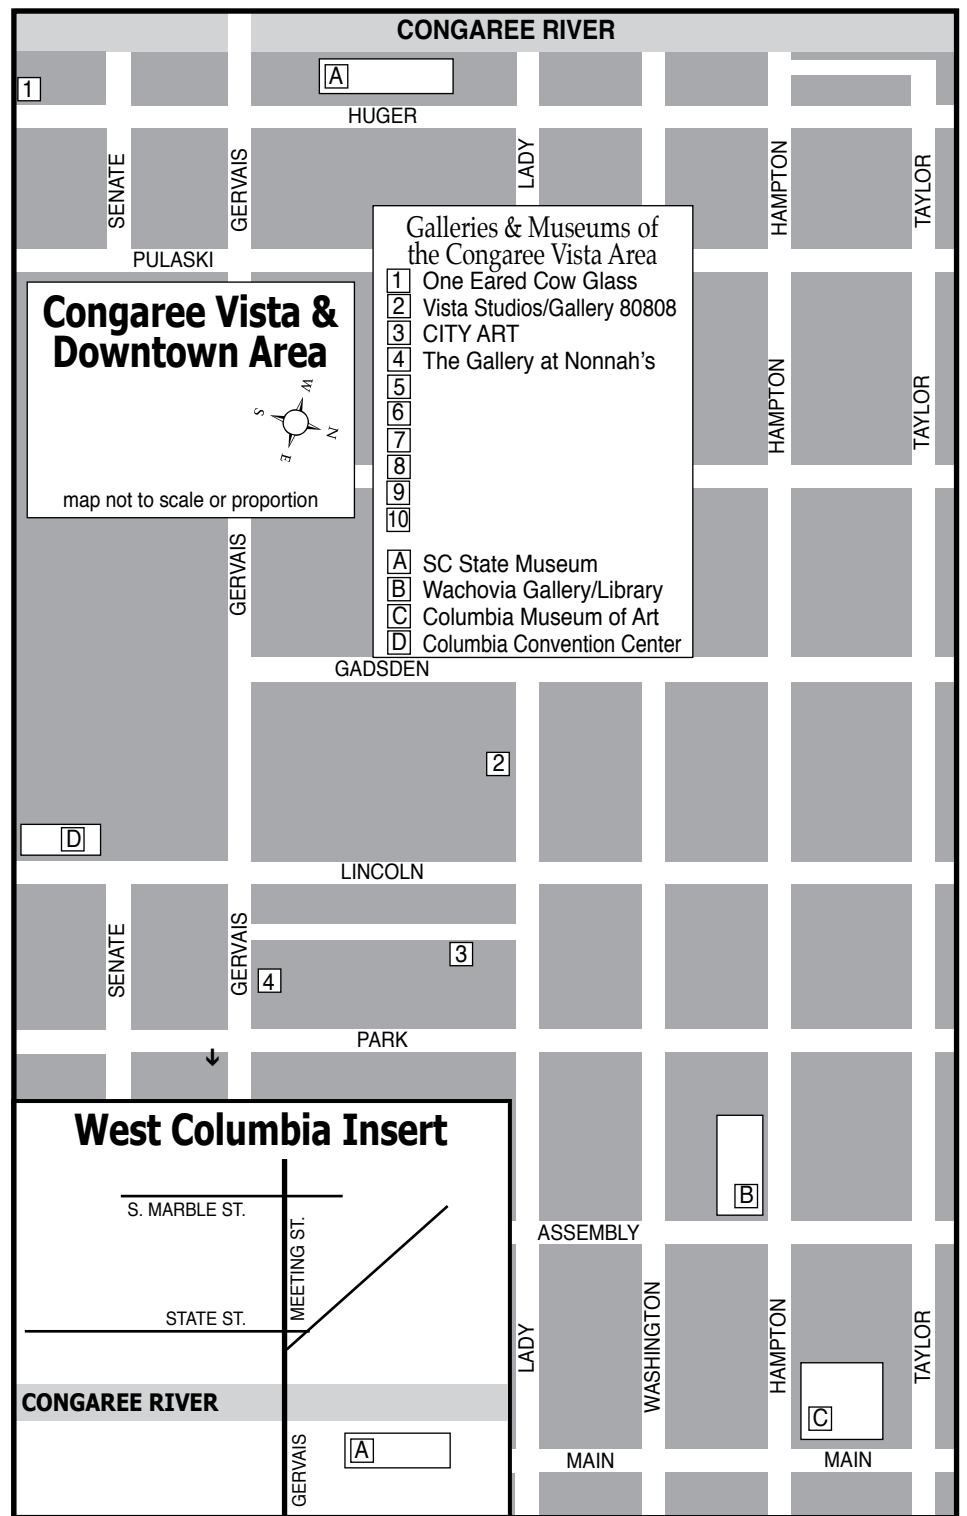 CONGAREE RIVER
1
A
HUGER
SENATE
GERVAIS
LADY
HAMPTON
TAYLOR
PULASKI
Galleries & Museums of
the Congaree Vista Area
1 One Eared Cow Glass
2 Vista Studios/Gallery 80808
3 CITY ART
4 The Gallery at Nonnah's
5
6
7
8
9
10
A SC State Museum
B Wachovia Gallery/Library
C Columbia Museum of Art
D Columbia Convention Center
Congaree Vista &
Downtown Area
W
S
N
E
map not to scale or proportion
HAMPTON
TAYLOR
GERVAIS
GADSDEN
2
D
LINCOLN
SENATE
GERVAIS
3
4
PARK
B
ASSEMBLY
LADY
WASHINGTON
HAMPTON
TAYLOR
C
MAIN
MAIN
West Columbia Insert
S. MARBLE ST.
MEETING ST.
STATE ST.
CONGAREE RIVER
GERVAIS
A